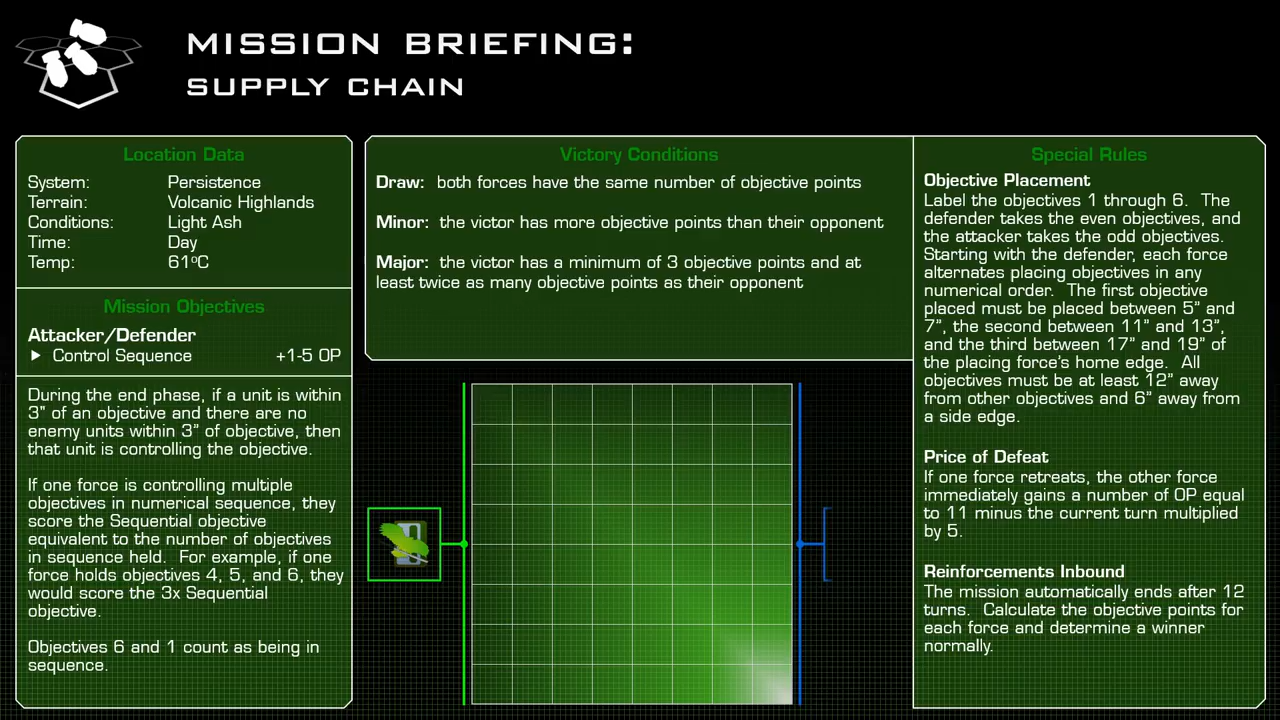 MISSION BRIEFING:
SUPPLY CHAIN
Location Data
System: Persistence
Terrain: Volcanic Highlands
Conditions: Light Ash
Time: Day
Temp: 61ºC
Mission Objectives
Attacker/Defender
► Control Sequence +1-5 OP
During the end phase, if a unit is within
3" of an objective and there are no
enemy units within 3" of objective, then
that unit is controlling the objective.
If one force is controlling multiple
objectives in numerical sequence, they
score the Sequential objective
equivalent to the number of objectives
in sequence held.  For example, if one
force holds objectives 4, 5, and 6, they
would score the 3x Sequential
objective.
Objectives 6 and 1 count as being in
sequence.
Victory Conditions
Draw: both forces have the same number of objective points
Minor: the victor has more objective points than their opponent
Major: the victor has a minimum of 3 objective points and at
least twice as many objective points as their opponent
Special Rules
Objective Placement
Label the objectives 1 through 6.  The
defender takes the even objectives, and
the attacker takes the odd objectives.
Starting with the defender, each force
alternates placing objectives in any
numerical order.  The first objective
placed must be placed between 5” and
7”, the second between 11” and 13”,
and the third between 17” and 19” of
the placing force’s home edge.  All
objectives must be at least 12” away
from other objectives and 6” away from
a side edge.
Price of Defeat
If one force retreats, the other force
immediately gains a number of OP equal
to 11 minus the current turn multiplied
by 5.
Reinforcements Inbound
The mission automatically ends after 12
turns.  Calculate the objective points for
each force and determine a winner
normally.